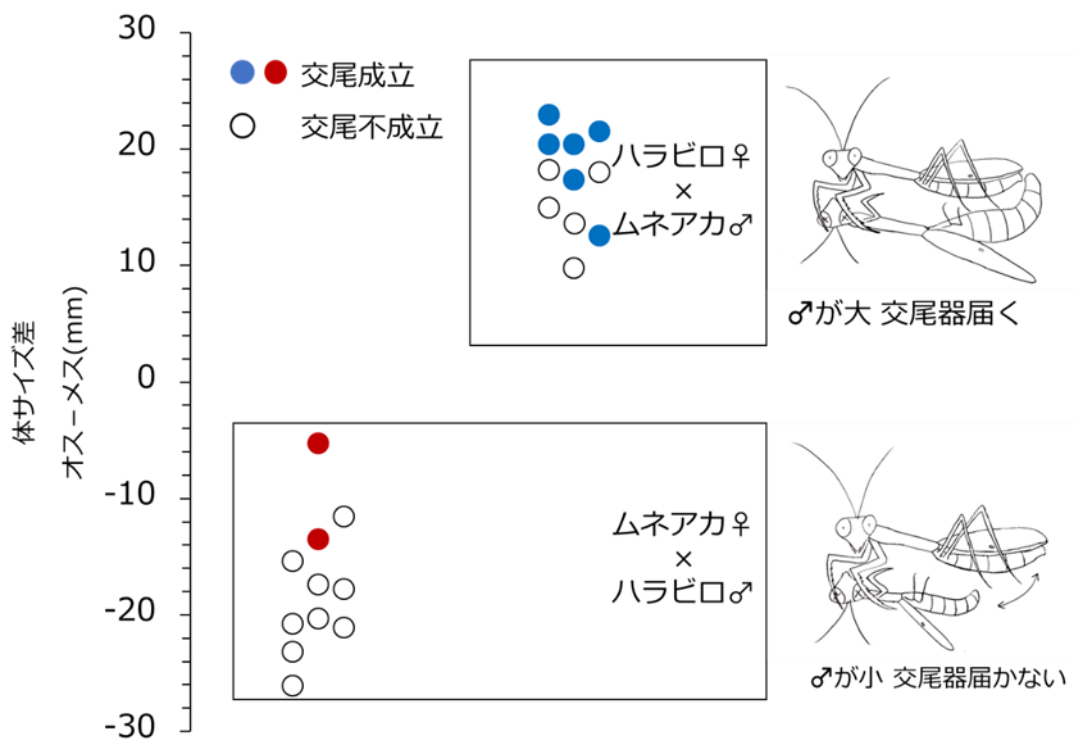 30
20
10
0
-10
-20
-30
体サイズ差
オス－メス(mm)
交尾成立
交尾不成立
ハラビロ♀
×
ムネアカ♂
♂が大 交尾器届く
ムネアカ♀
×
ハラビロ♂
♂が小 交尾器届かない